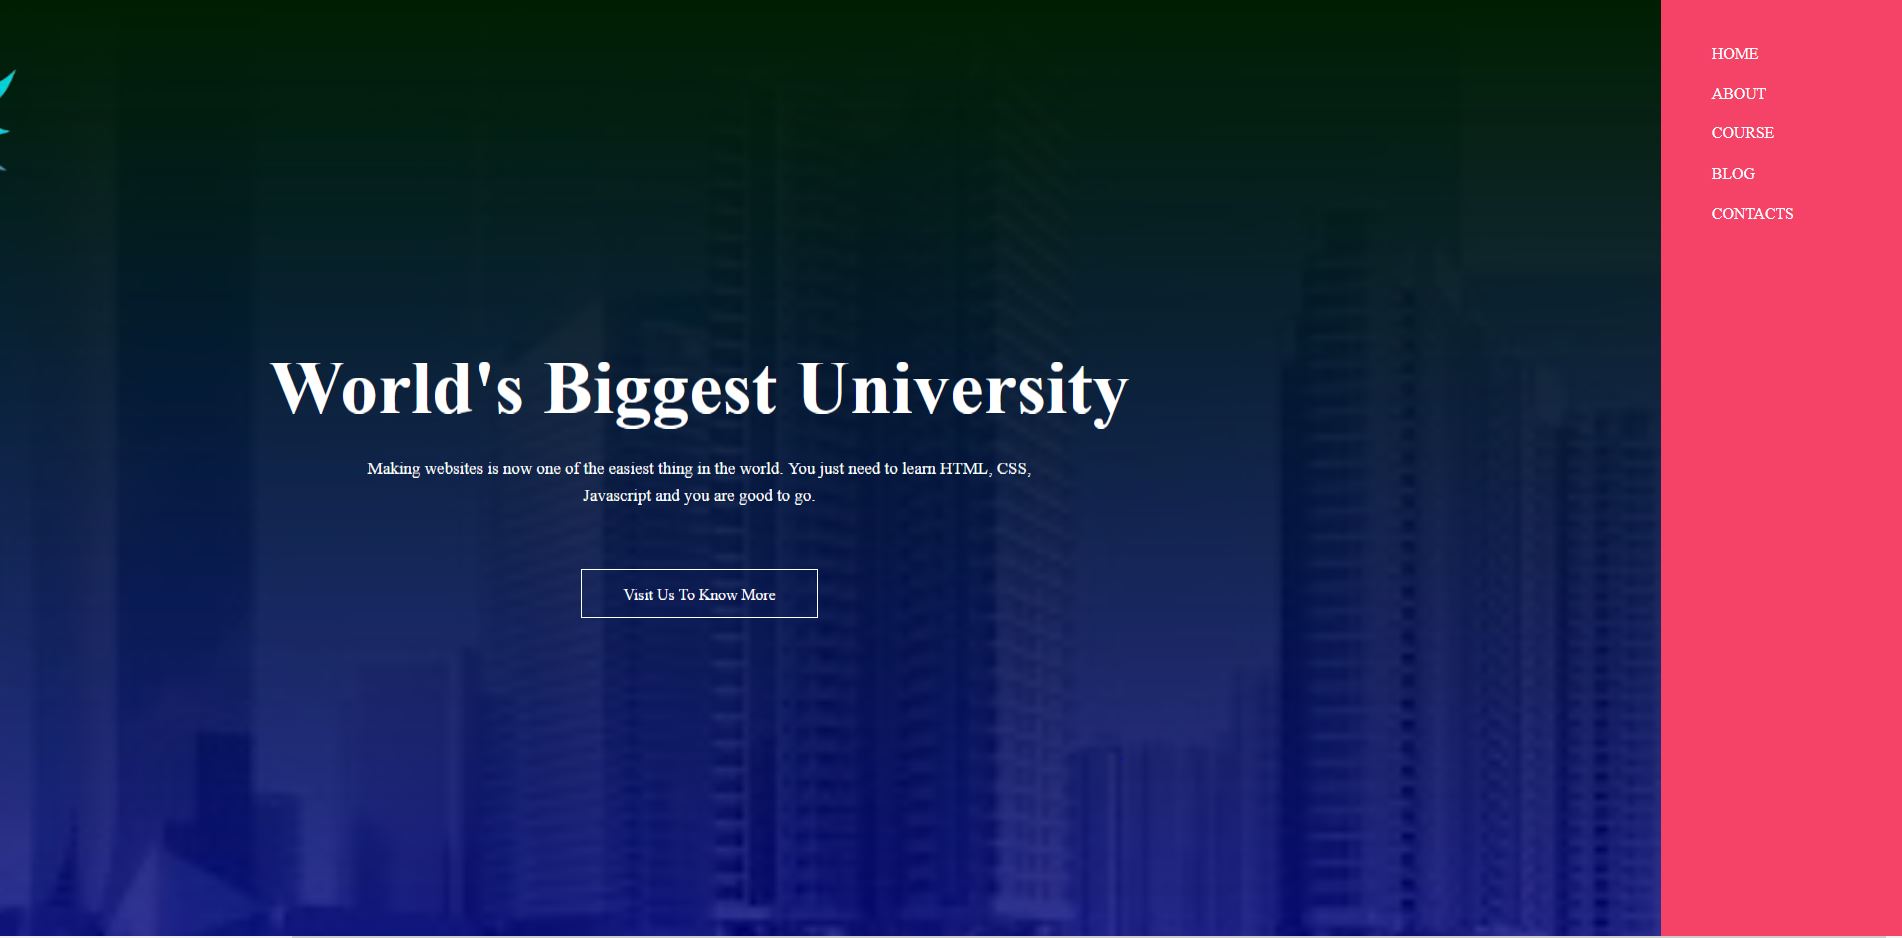 HOME
ABOUT
COURSE
BLOG
CONTACTS
World's Biggest University
Making websites is now one of the easiest thing in the world. You just need to learn HTML, CSS,
Javascript and you are good to go.
Visit Us To Know More